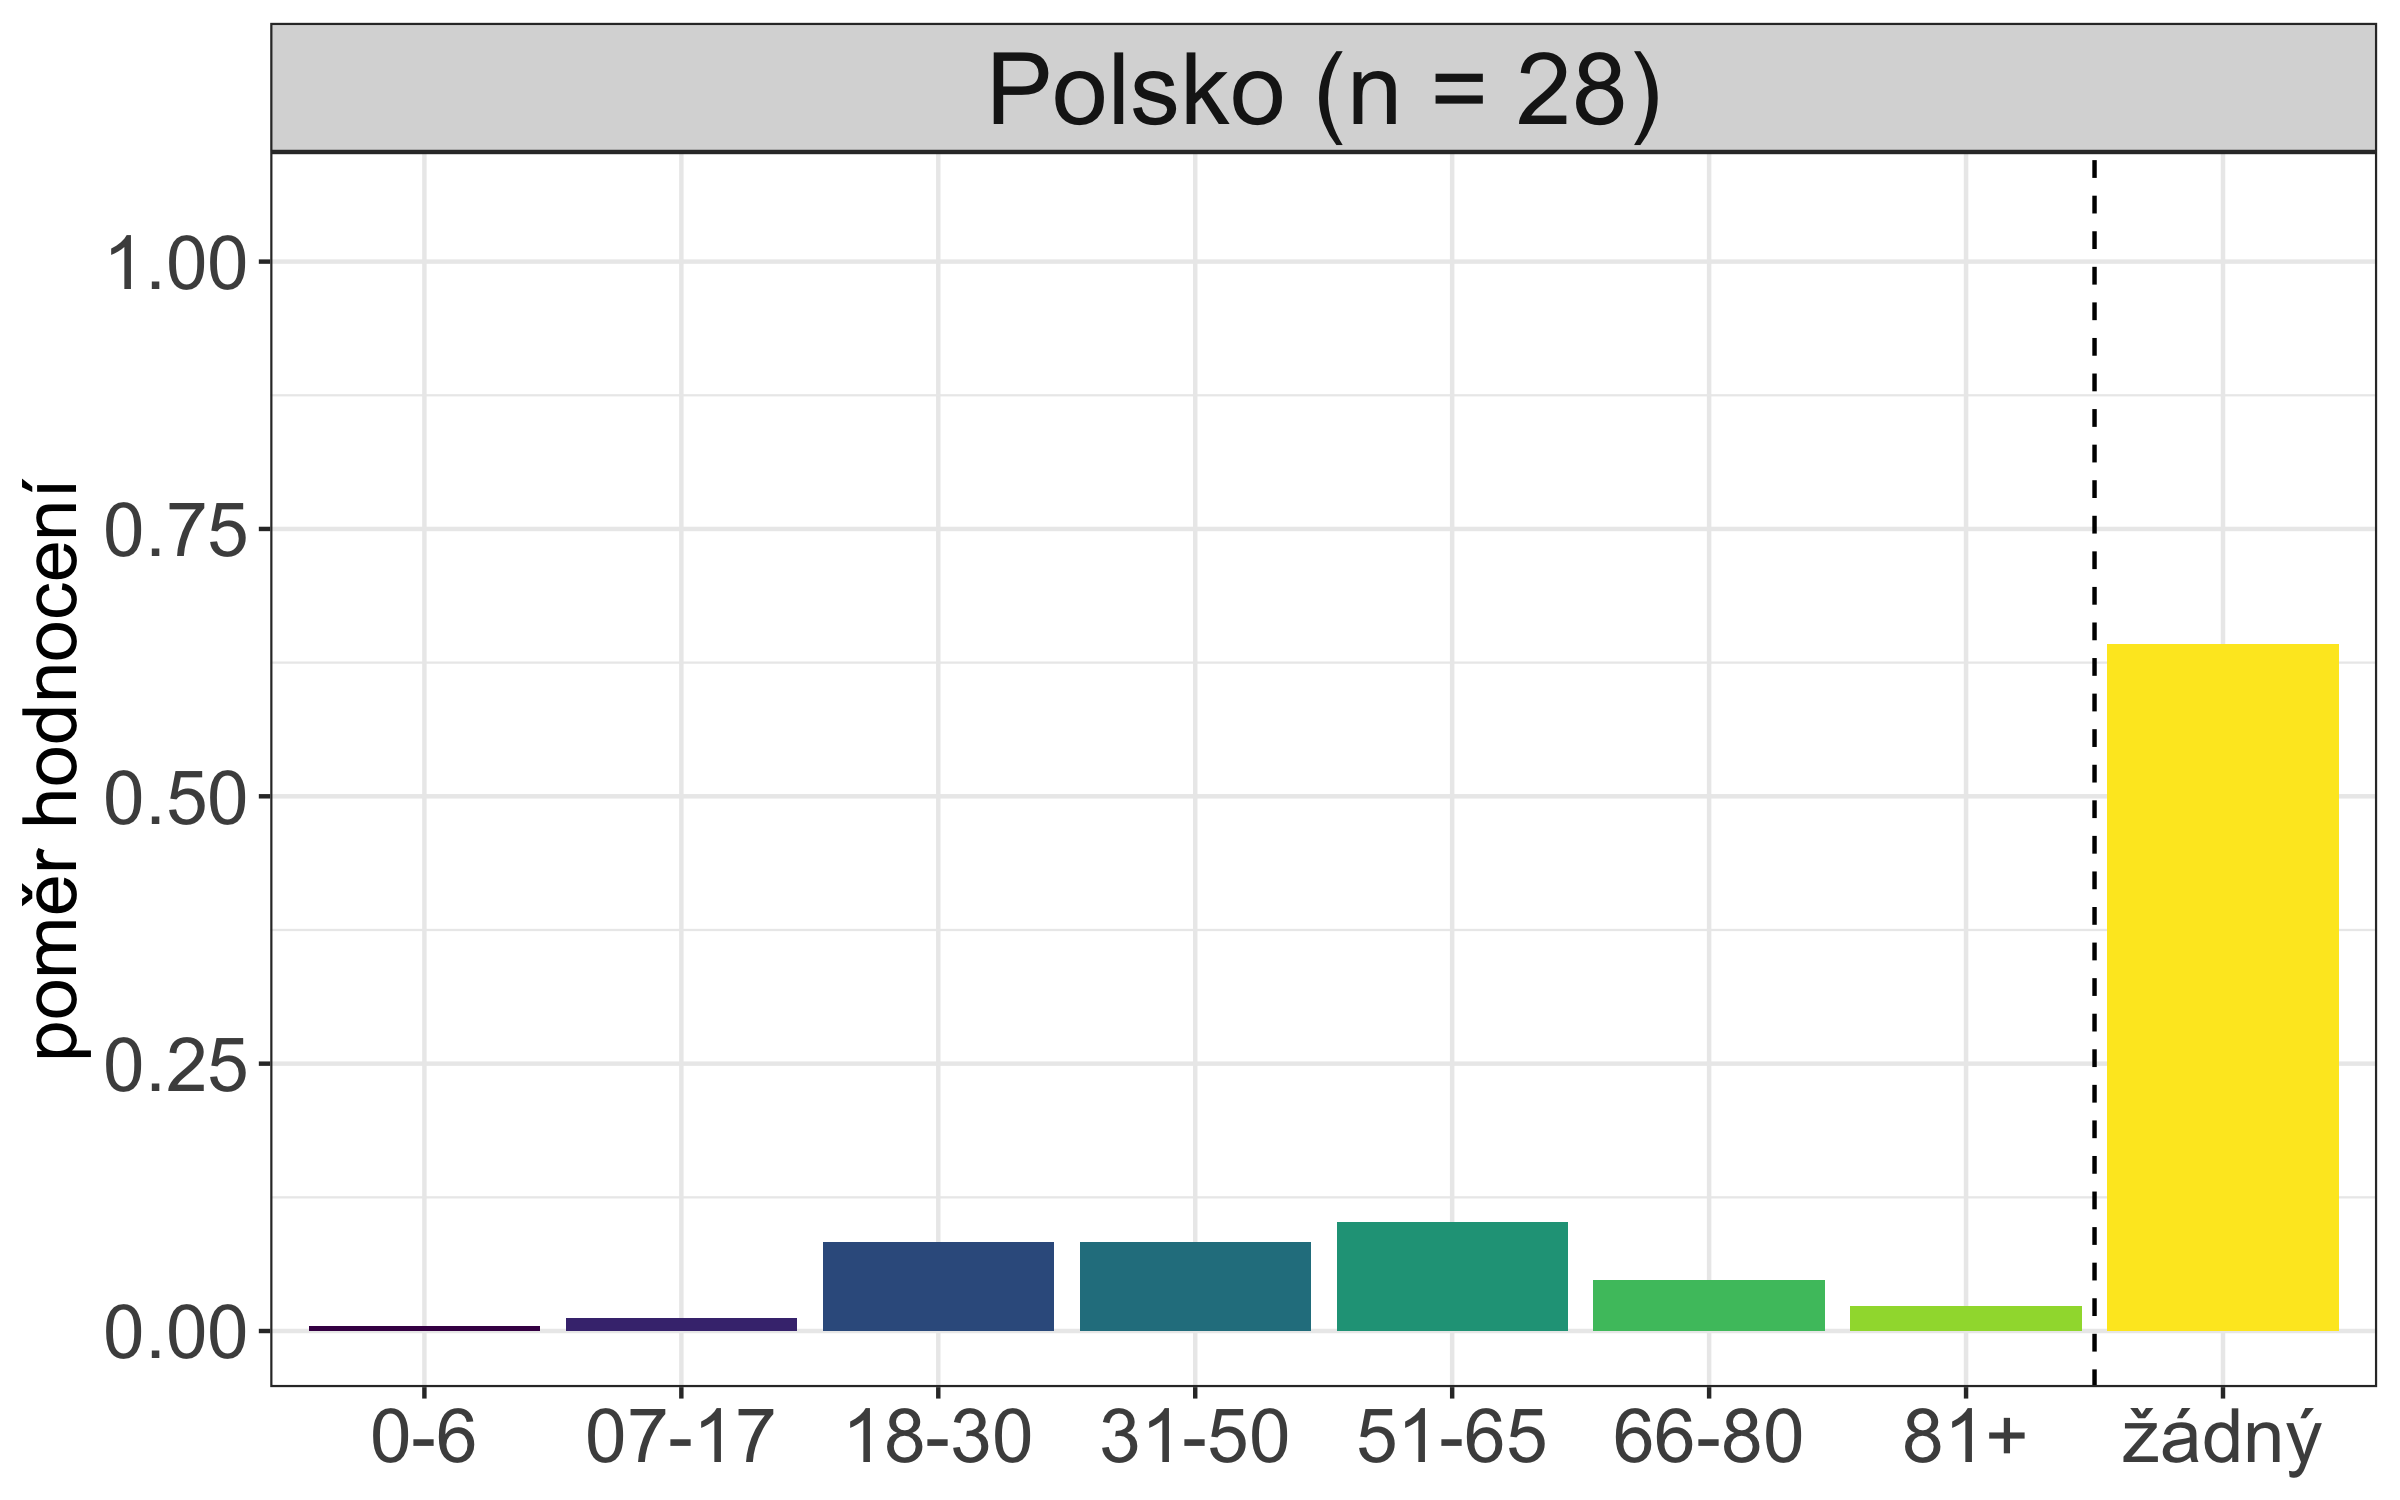 Polsko (n = 28)
poměr hodnocení
1.00
0.75
0.50
0.25
0.00
0-6 07-17 18-30 31-50 51-65 66-80 81+ žádný